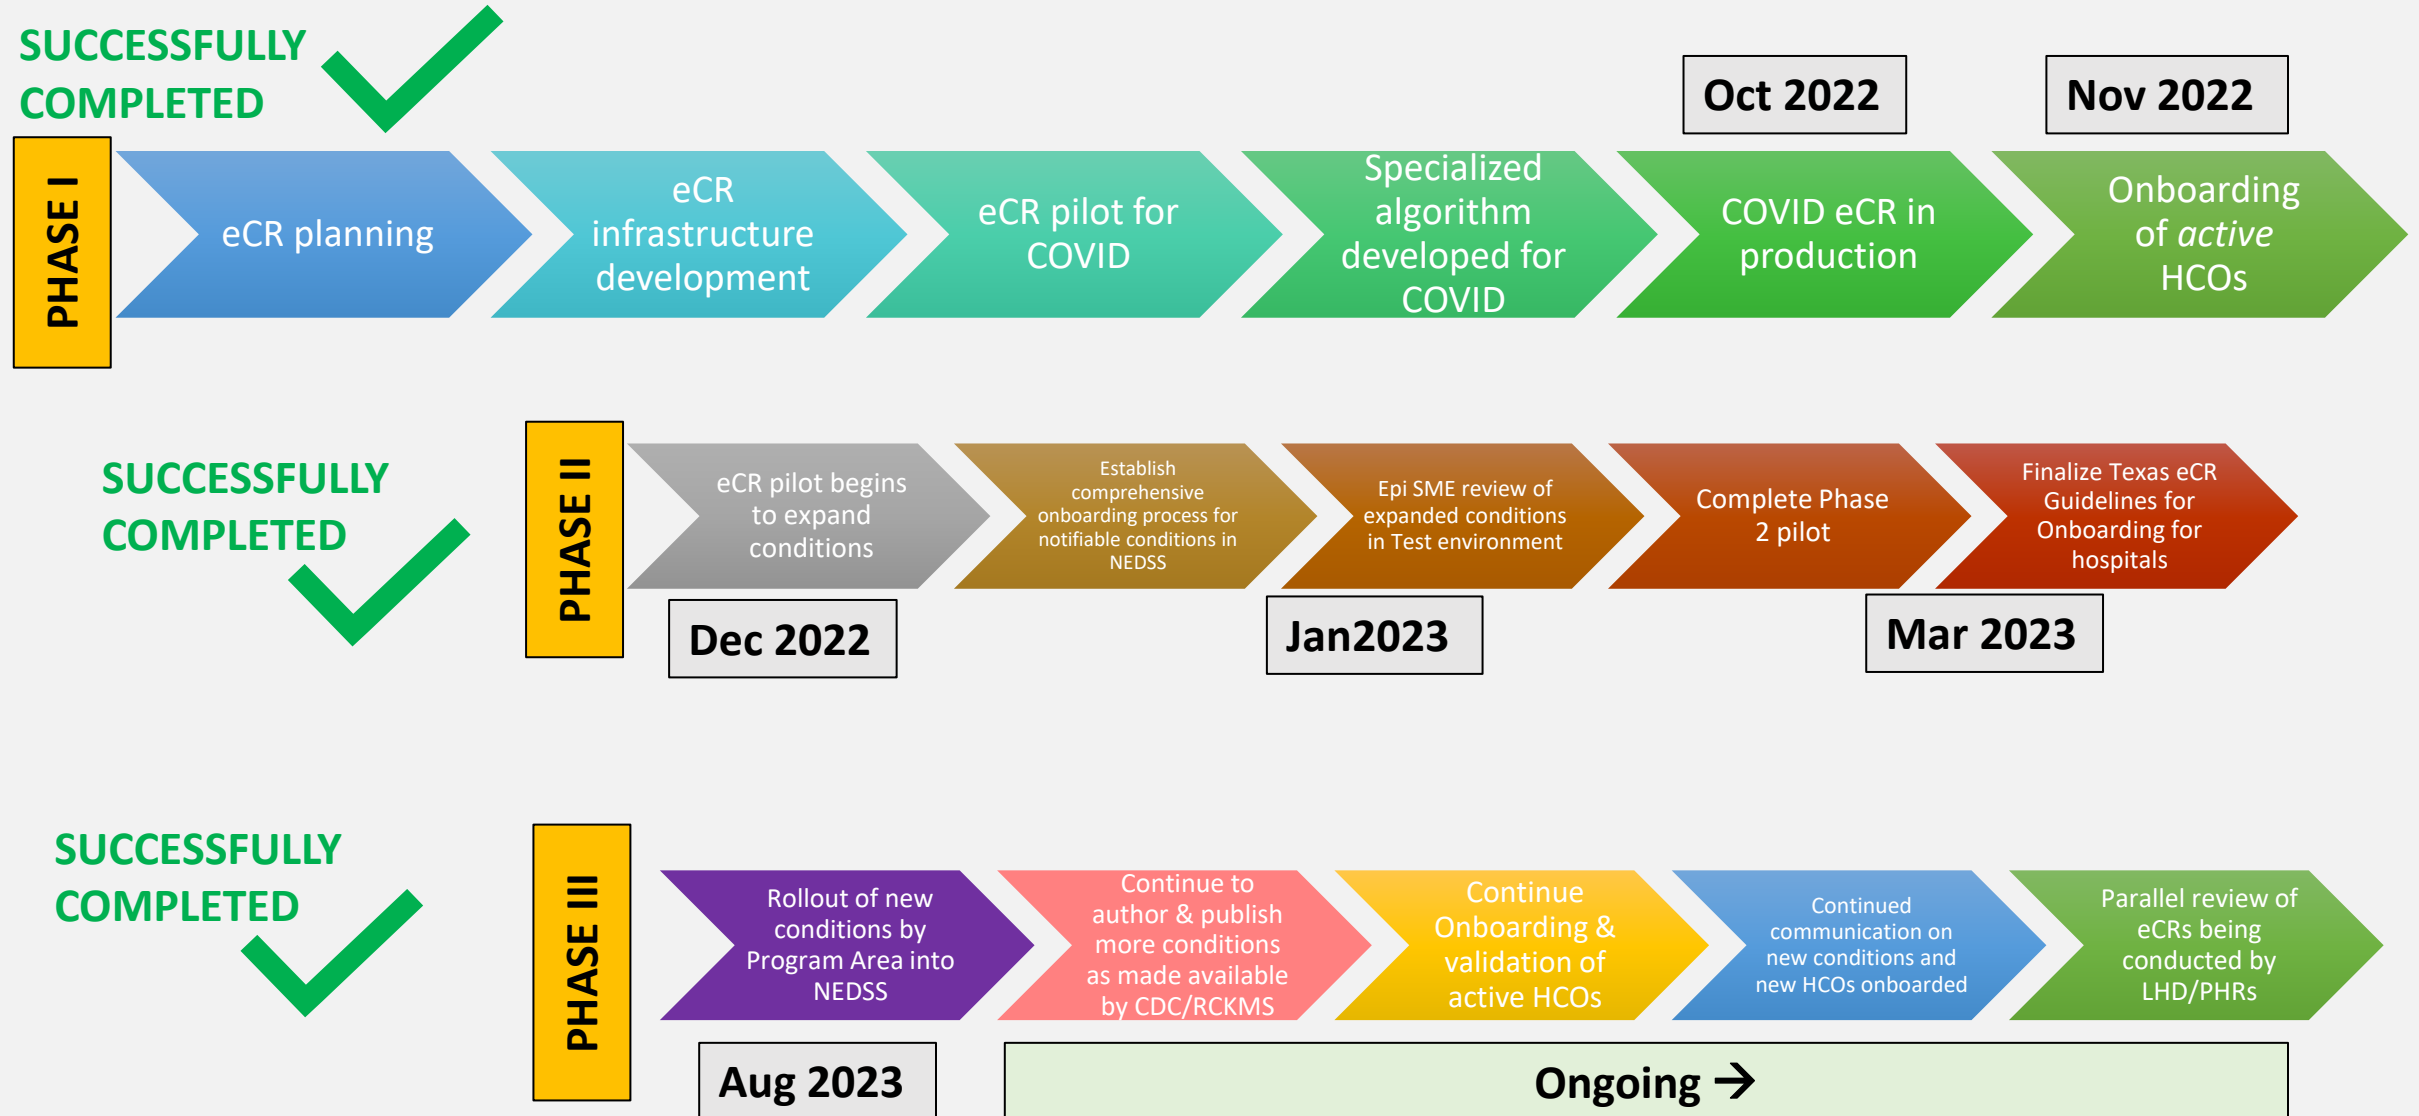 SUCCESSFULLY
COMPLETED
Oct 2022
Nov 2022
PHASE I
eCR planning
eCR
infrastructure
development
eCR pilot for
COVID
Specialized
algorithm
developed for
COVID
COVID eCR in
production
Onboarding
of active
HCOs
SUCCESSFULLY
COMPLETED
PHASE II
eCR pilot begins
to expand
conditions
Establish
comprehensive
onboarding process for
notifiable conditions in
NEDSS
Epi SME review of
expanded conditions
in Test environment
Complete Phase
2 pilot
Finalize Texas eCR
Guidelines for
Onboarding for
hospitals
Dec 2022
Jan2023
Mar 2023
SUCCESSFULLY
COMPLETED
PHASE III
Rollout of new
conditions by
Program Area into
NEDSS
Continue to
author & publish
more conditions
as made available
by CDC/RCKMS
Continue
Onboarding &
validation of
active HCOs
Continued
communication on
new conditions and
new HCOs onboarded
Parallel review of
eCRs being
conducted by
LHD/PHRs
Aug 2023
Ongoing →